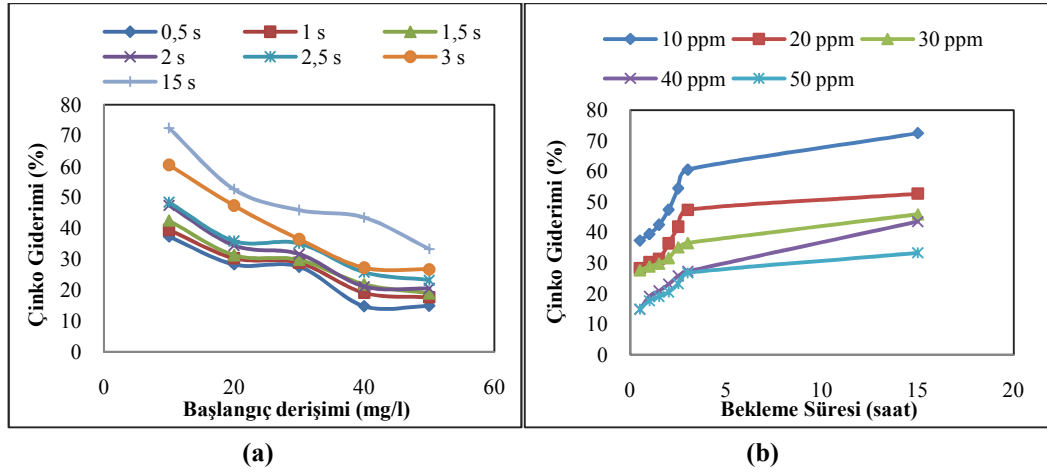 0,5 s 1 s 1,5 s
2 s 2,5 s 3 s
15 s
80
70
60
50
40
30
20
10
0
Çinko Giderimi (%)
0 20 40 60
Başlangıç derişimi (mg/l)
(a)
10 ppm 20 ppm 30 ppm
40 ppm 50 ppm
80
70
60
50
40
30
20
10
0
Çinko Giderimi (%)
0 5 10 15 20
Bekleme Süresi (saat)
(b)